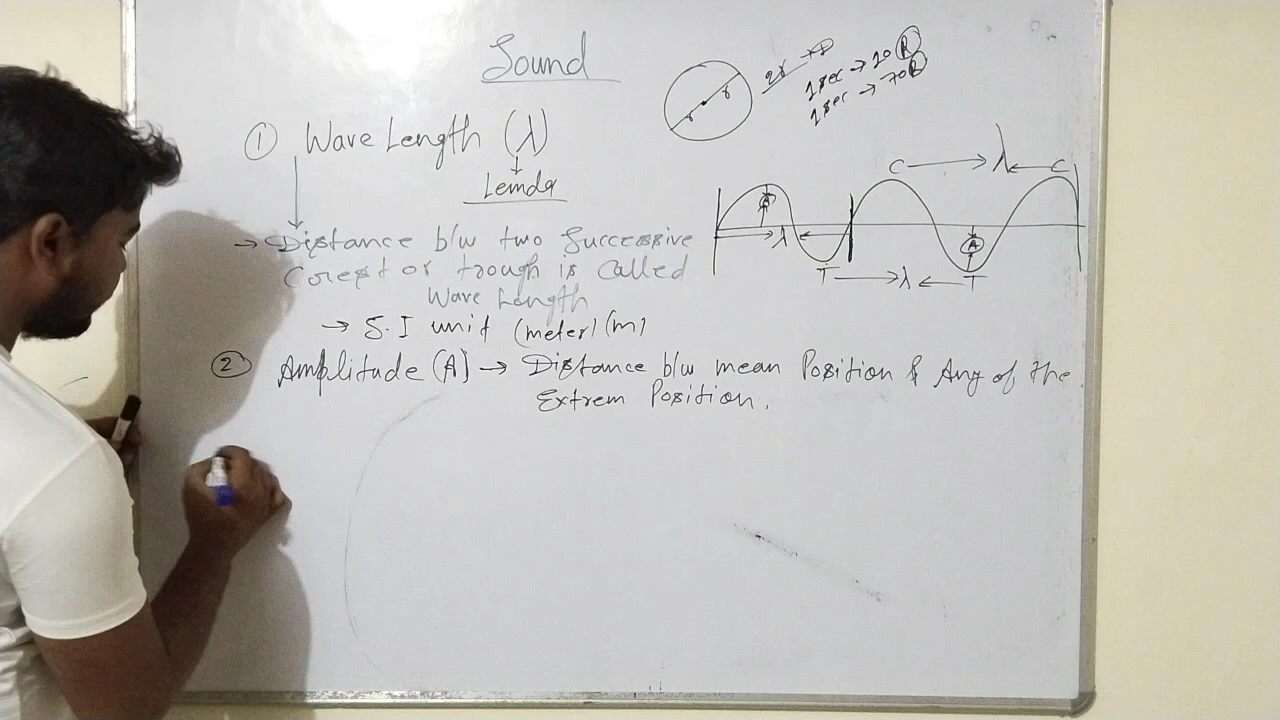 Sound
2r → D
1 sec → 10 R
1 sec → 70 R
r
r
① Wave Length (λ)
Lemda
→ Distance b/w two Successive
Corest or trough is Called
Wave Length
→ S.I unit (meter) (m)
② Amplitude (A) → Distance b/w mean Position & Any of the
Extrem Position.
C → λ ← C
A
→ λ ←
A
T → λ ← T